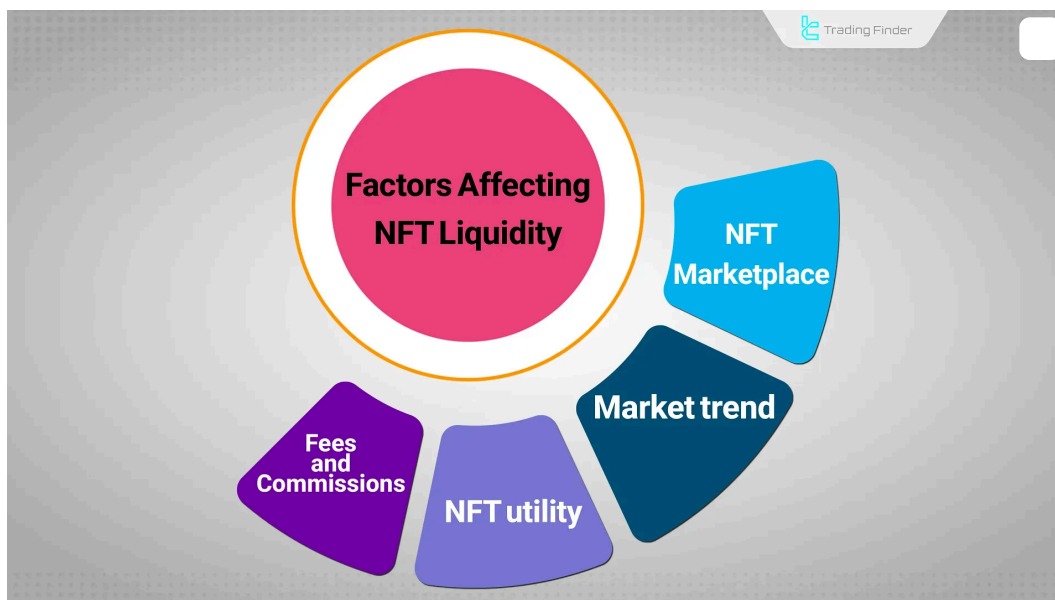 Trading Finder
Factors Affecting
NFT Liquidity
NFT
Marketplace
Market trend
NFT utility
Fees
and
Commissions